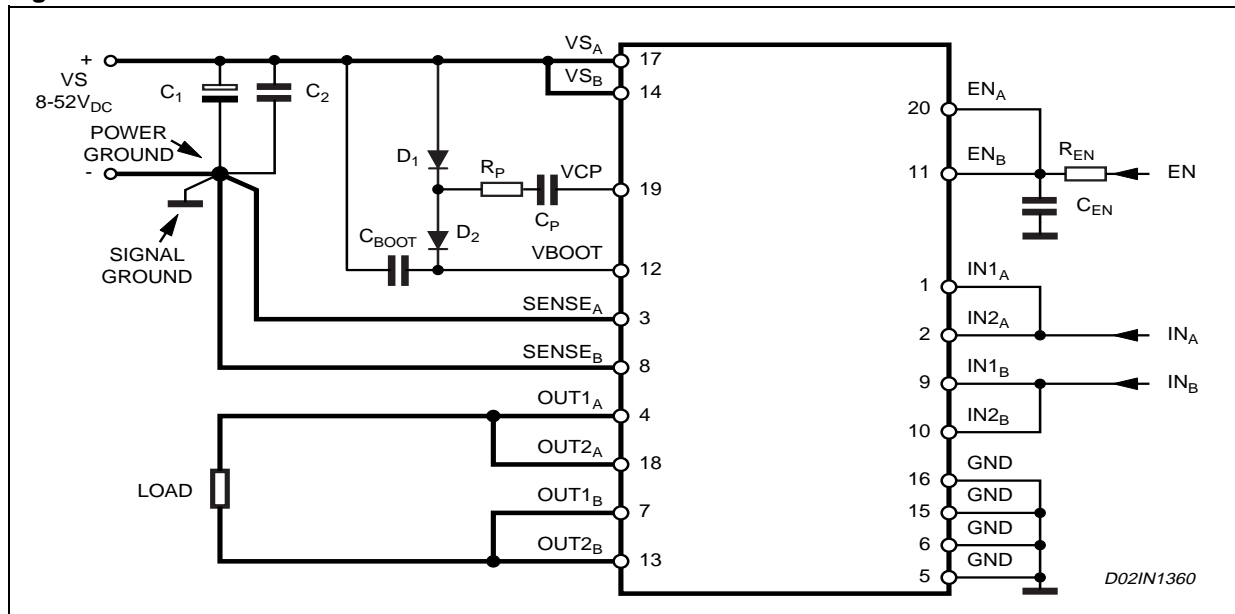 +
VS
8-52VDC
C1
C2
POWER
GROUND
-
SIGNAL
GROUND
D1
RP
CP
VCP
D2
CBOOT
VBOOT
VSA
17
VSB
14
19
12
SENSEA
3
SENSEB
8
OUT1A
4
OUT2A
18
LOAD
OUT1B
7
OUT2B
13
20
ENA
11
ENB
REN
EN
CEN
1
IN1A
2
IN2A
INA
9
IN1B
INB
10
IN2B
16
GND
15
GND
6
GND
5
GND
D02IN1360